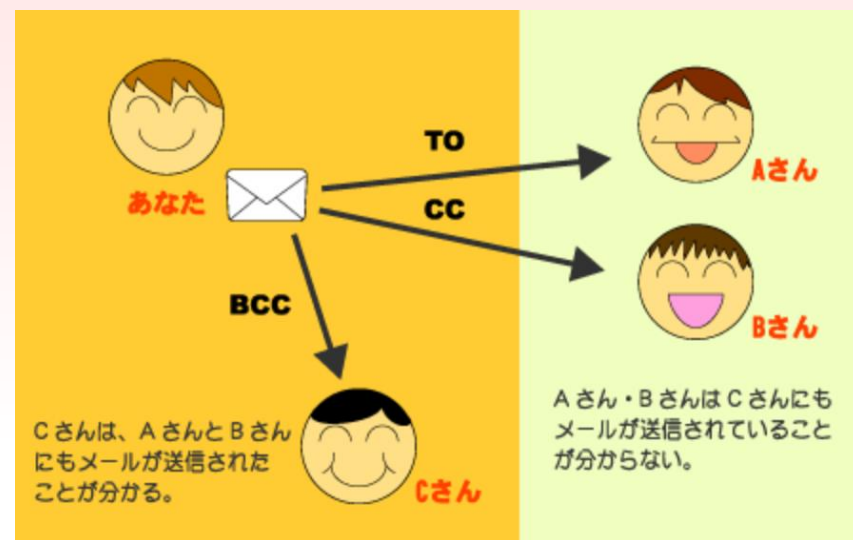 あなた
TO
CC
BCC
Aさん
Bさん
Cさん
Cさんは、AさんとBさん
にもメールが送信された
ことが分かる。
Aさん・BさんはCさんにも
メールが送信されていること
が分からない。